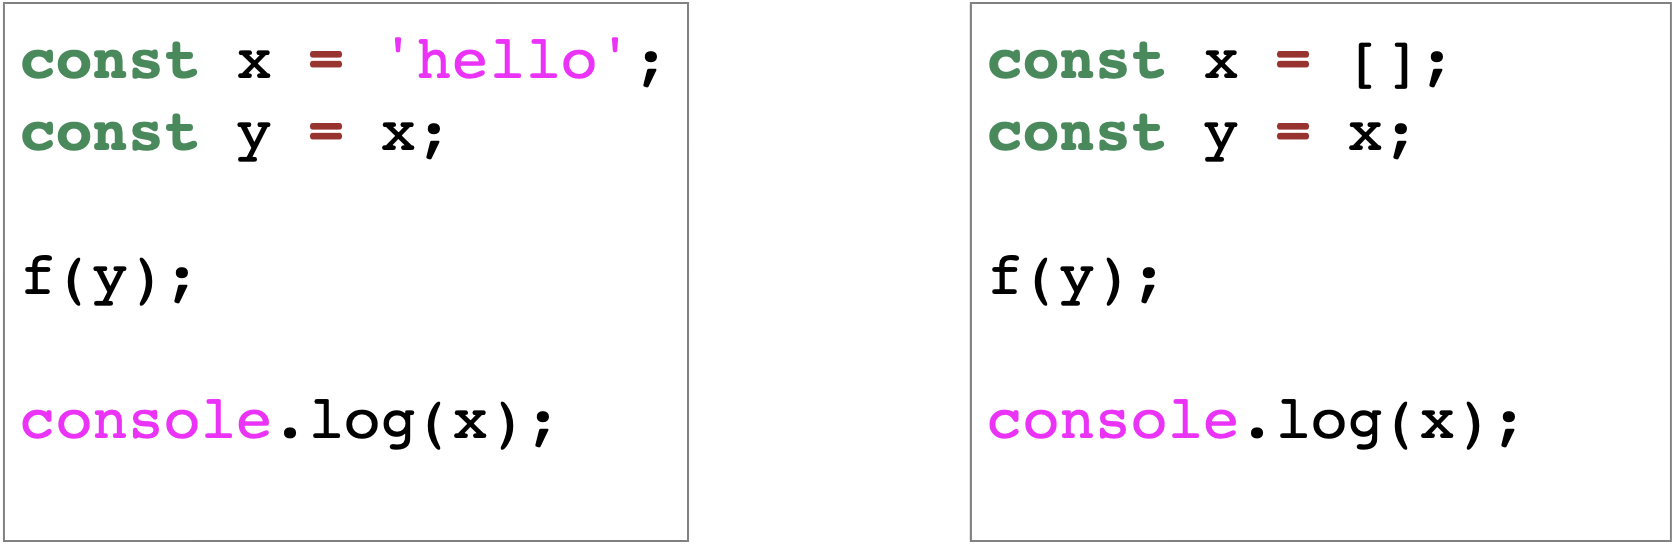 const x = 'hello';
const y = x;
f(y);
console.log(x);
const x = [];
const y = x;
f(y);
console.log(x);